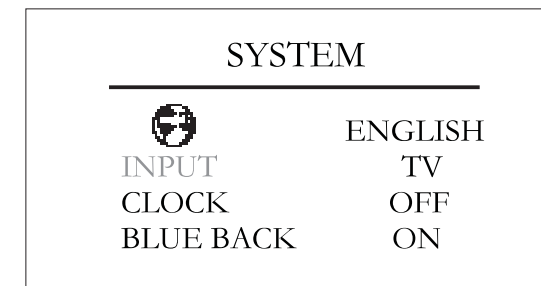 SYSTEM
ENGLISH
INPUT TV
CLOCK OFF
BLUE BACK ON